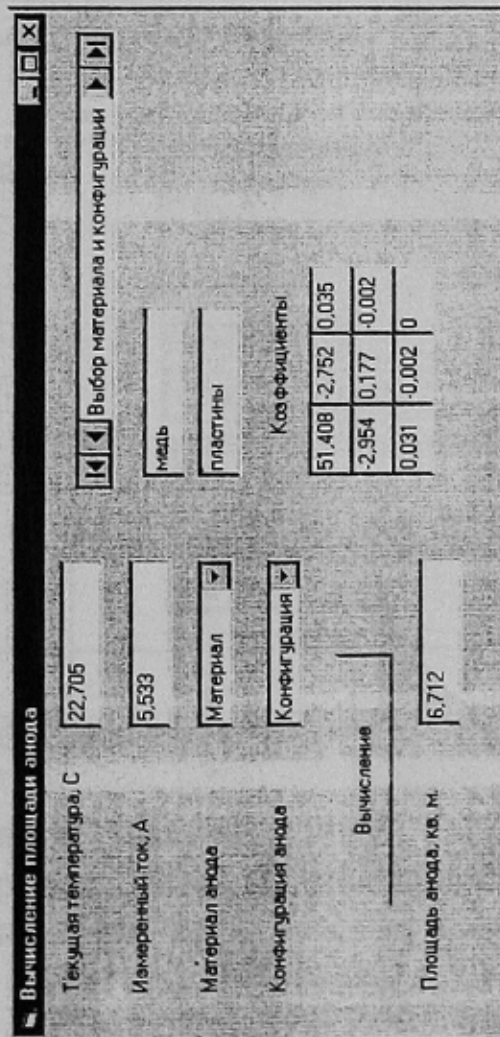 Вычисление площади анода
Текущая температура, С 22,705 Выбор материала и конфигурации
Измеренный ток, А 5,533 медь
Материал анода Материал пластины
Конфигурация анода Конфигурация Коэффициенты
51,408 -2,752 0,035
Вычисление -2,954 0,177 -0,002
0,031 -0,002 0
Площадь анода, кв, м 6,712